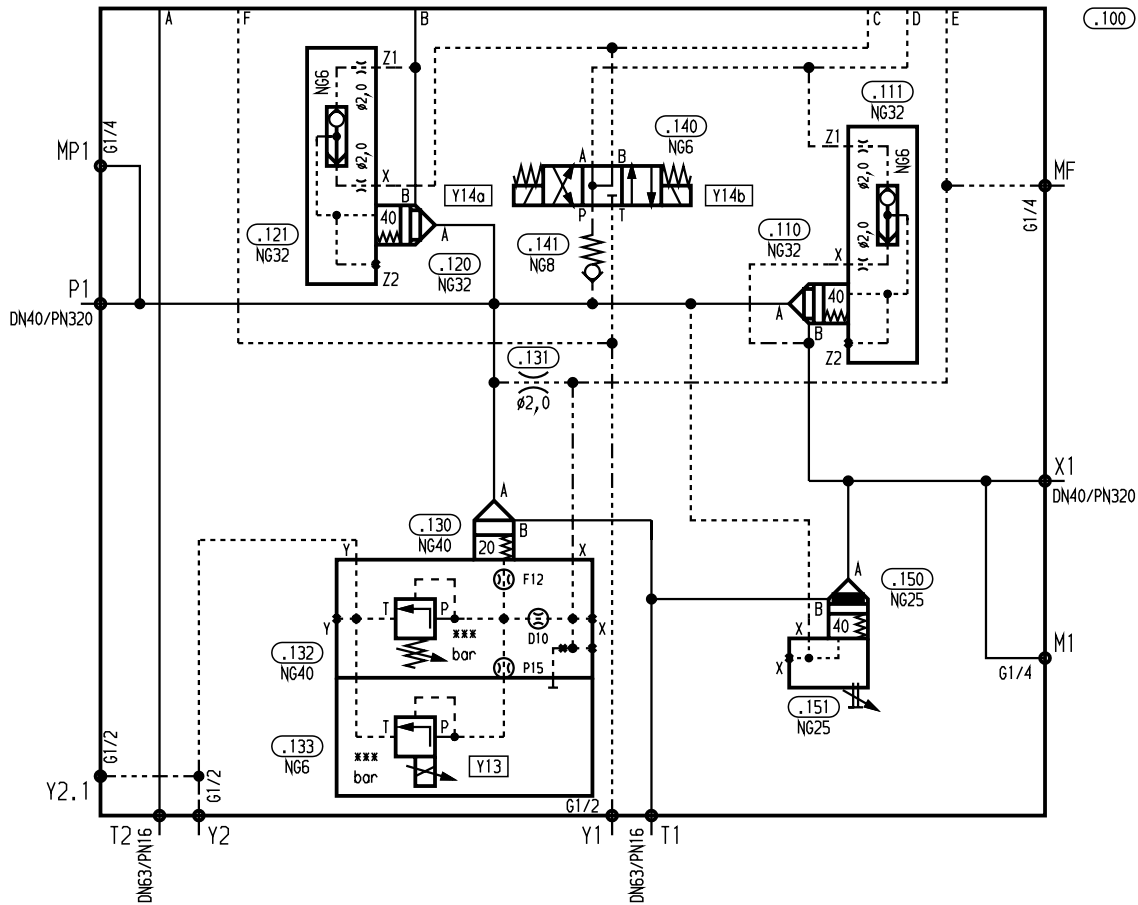 A
F
B
C
D
E
.100
Z1
NG6
ø2,0
ø2,0
X
B
40
A
Z2
.121
NG32
.120
NG32
Y14a
.140
NG6
A
B
P
T
Y14b
.141
NG8
.111
NG32
Z1
ø2,0
NG6
ø2,0
X
.110
NG32
A
40
B
Z2
MP1
G1/4
MF
G1/4
P1
DN40/PN320
.131
ø2,0
X1
DN40/PN320
A
.130
NG40
B
20
Y
X
F12
T
P
Y
D10
X
***
bar
.132
NG40
P15
T
P
.133
NG6
***
bar
Y13
A
.150
NG25
B
40
X
X
.151
NG25
M1
G1/4
G1/2
Y2.1
G1/2
G1/2
T2
DN63/PN16
Y2
Y1
DN63/PN16
T1